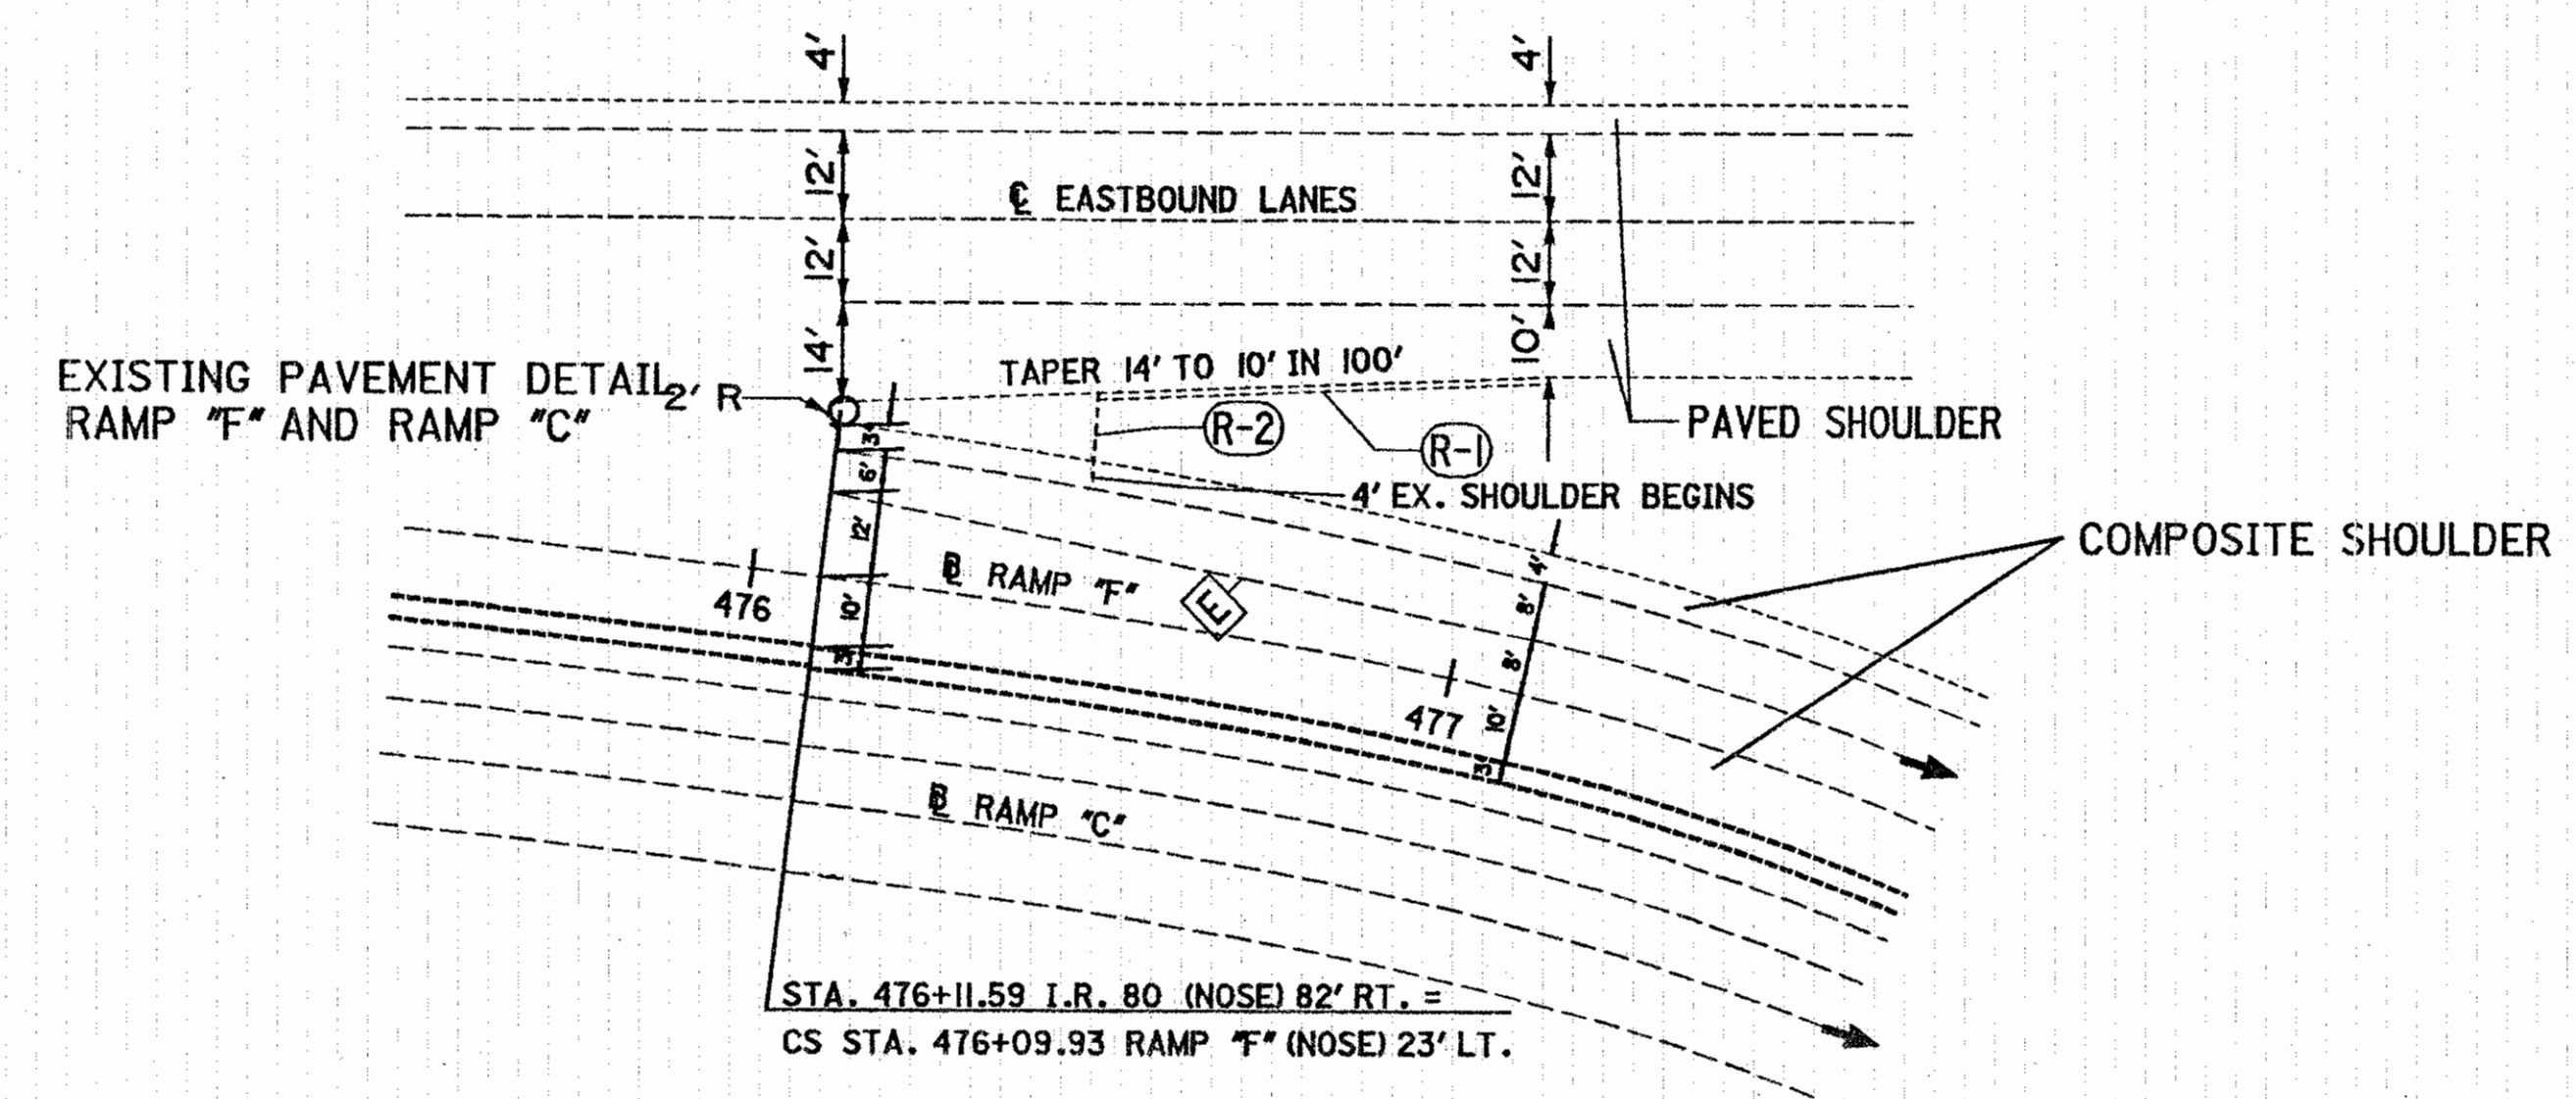 4'
4'
12'
12'
℄ EASTBOUND LANES
12'
12'
14'
10'
TAPER 14' TO 10' IN 100'
EXISTING PAVEMENT DETAIL
RAMP "F" AND RAMP "C"
2' R
R-2
R-1
PAVED SHOULDER
3'
6'
4' EX. SHOULDER BEGINS
12'
COMPOSITE SHOULDER
℄ RAMP "F"
E
4'
8'
476
10'
8'
3'
477
10'
3'
℄ RAMP "C"
STA. 476+11.59 I.R. 80 (NOSE) 82' RT. =
CS STA. 476+09.93 RAMP "F" (NOSE) 23' LT.